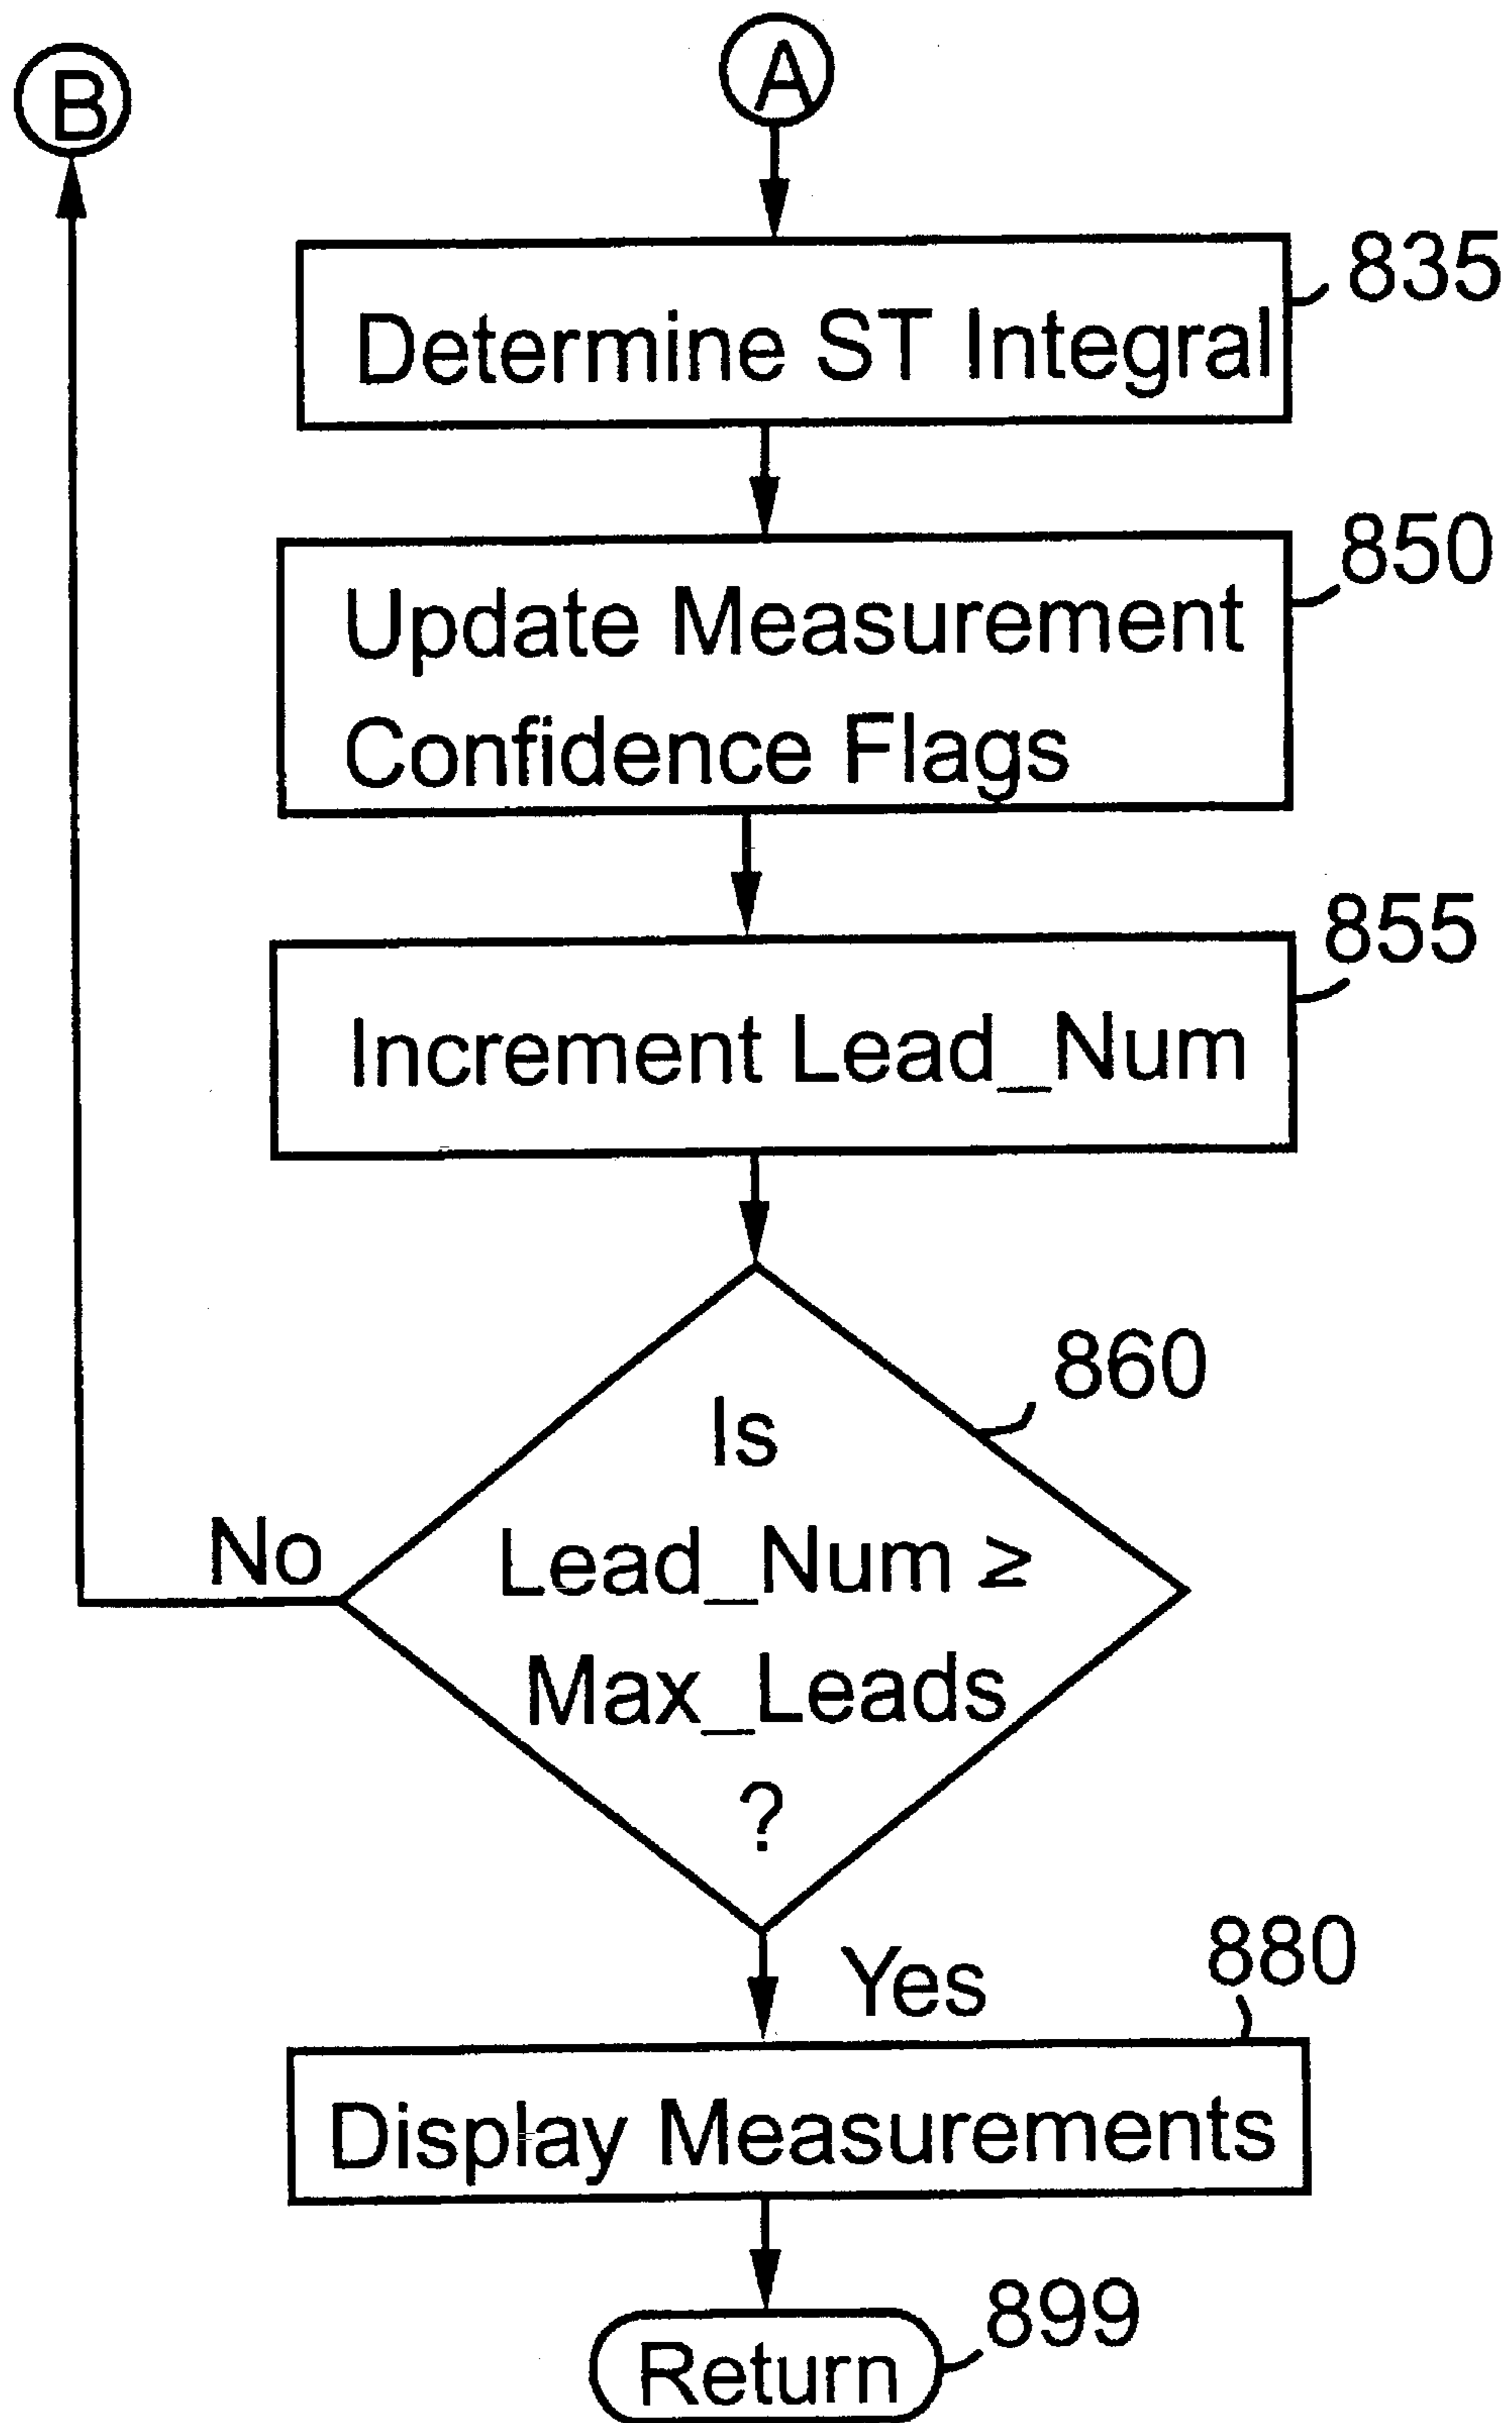 B
A
835
Determine ST Integral
850
Update Measurement
Confidence Flags
855
Increment Lead_Num
860
Is
Lead_Num ≥
Max_Leads
?
No
Yes
880
Display Measurements
899
Return